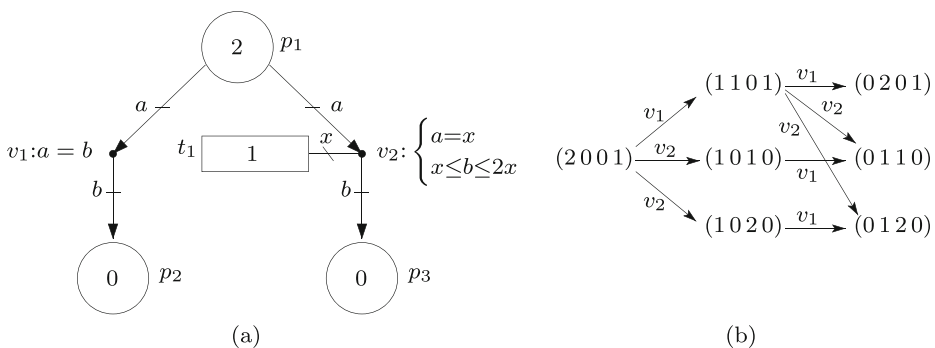 2 p₁
a a
v₁:a = b t₁ 1 x v₂: { a=x
x≤b≤2x
b b
0 p₂ 0 p₃
(a)
(1 1 0 1) v₁ (0 2 0 1)
v₁ v₂
v₂
(2 0 0 1) v₂ (1 0 1 0) v₁ (0 1 1 0)
v₂
(1 0 2 0) v₁ (0 1 2 0)
(b)